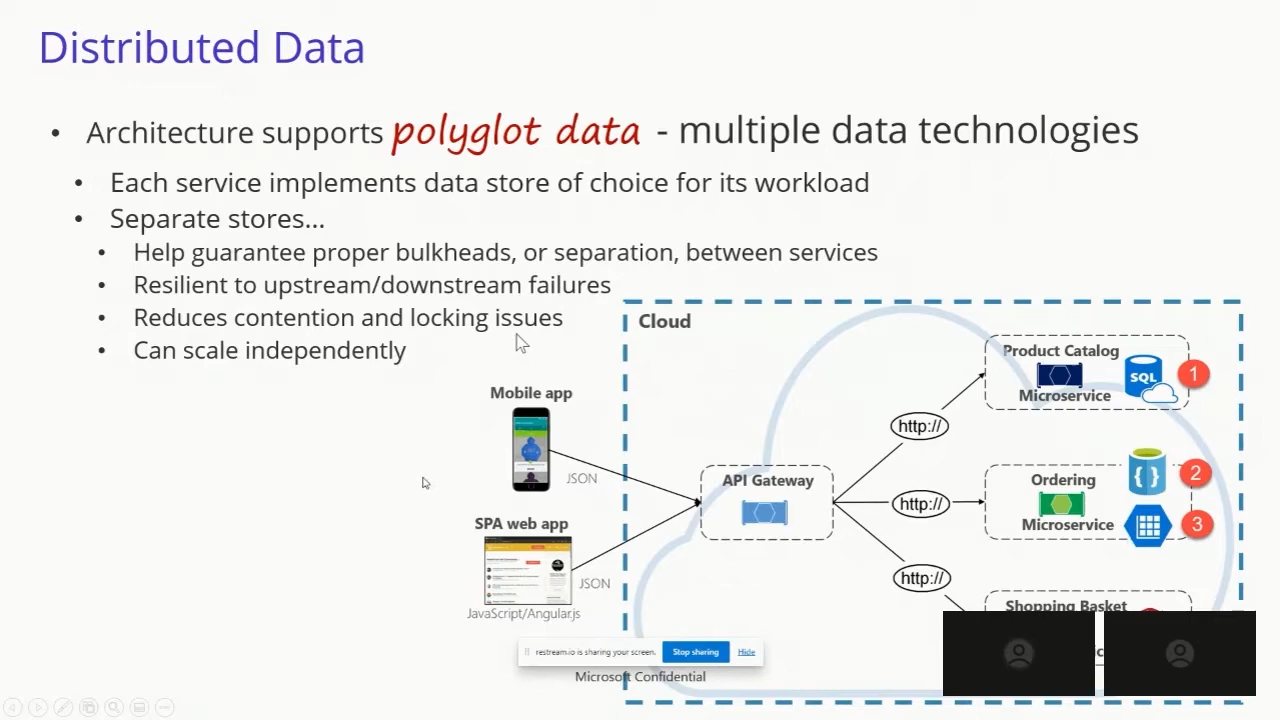 Distributed Data
• Architecture supports polyglot data - multiple data technologies
• Each service implements data store of choice for its workload
• Separate stores...
• Help guarantee proper bulkheads, or separation, between services
• Resilient to upstream/downstream failures
• Reduces contention and locking issues
• Can scale independently
Cloud
Product Catalog
SQL
1
Microservice
Mobile app
http://
JSON
API Gateway
Ordering
{ }
2
http://
Microservice
3
SPA web app
JSON
http://
JavaScript/Angular.js
Shopping Basket
restream.io is sharing your screen.
Stop sharing
Hide
Microsoft Confidential